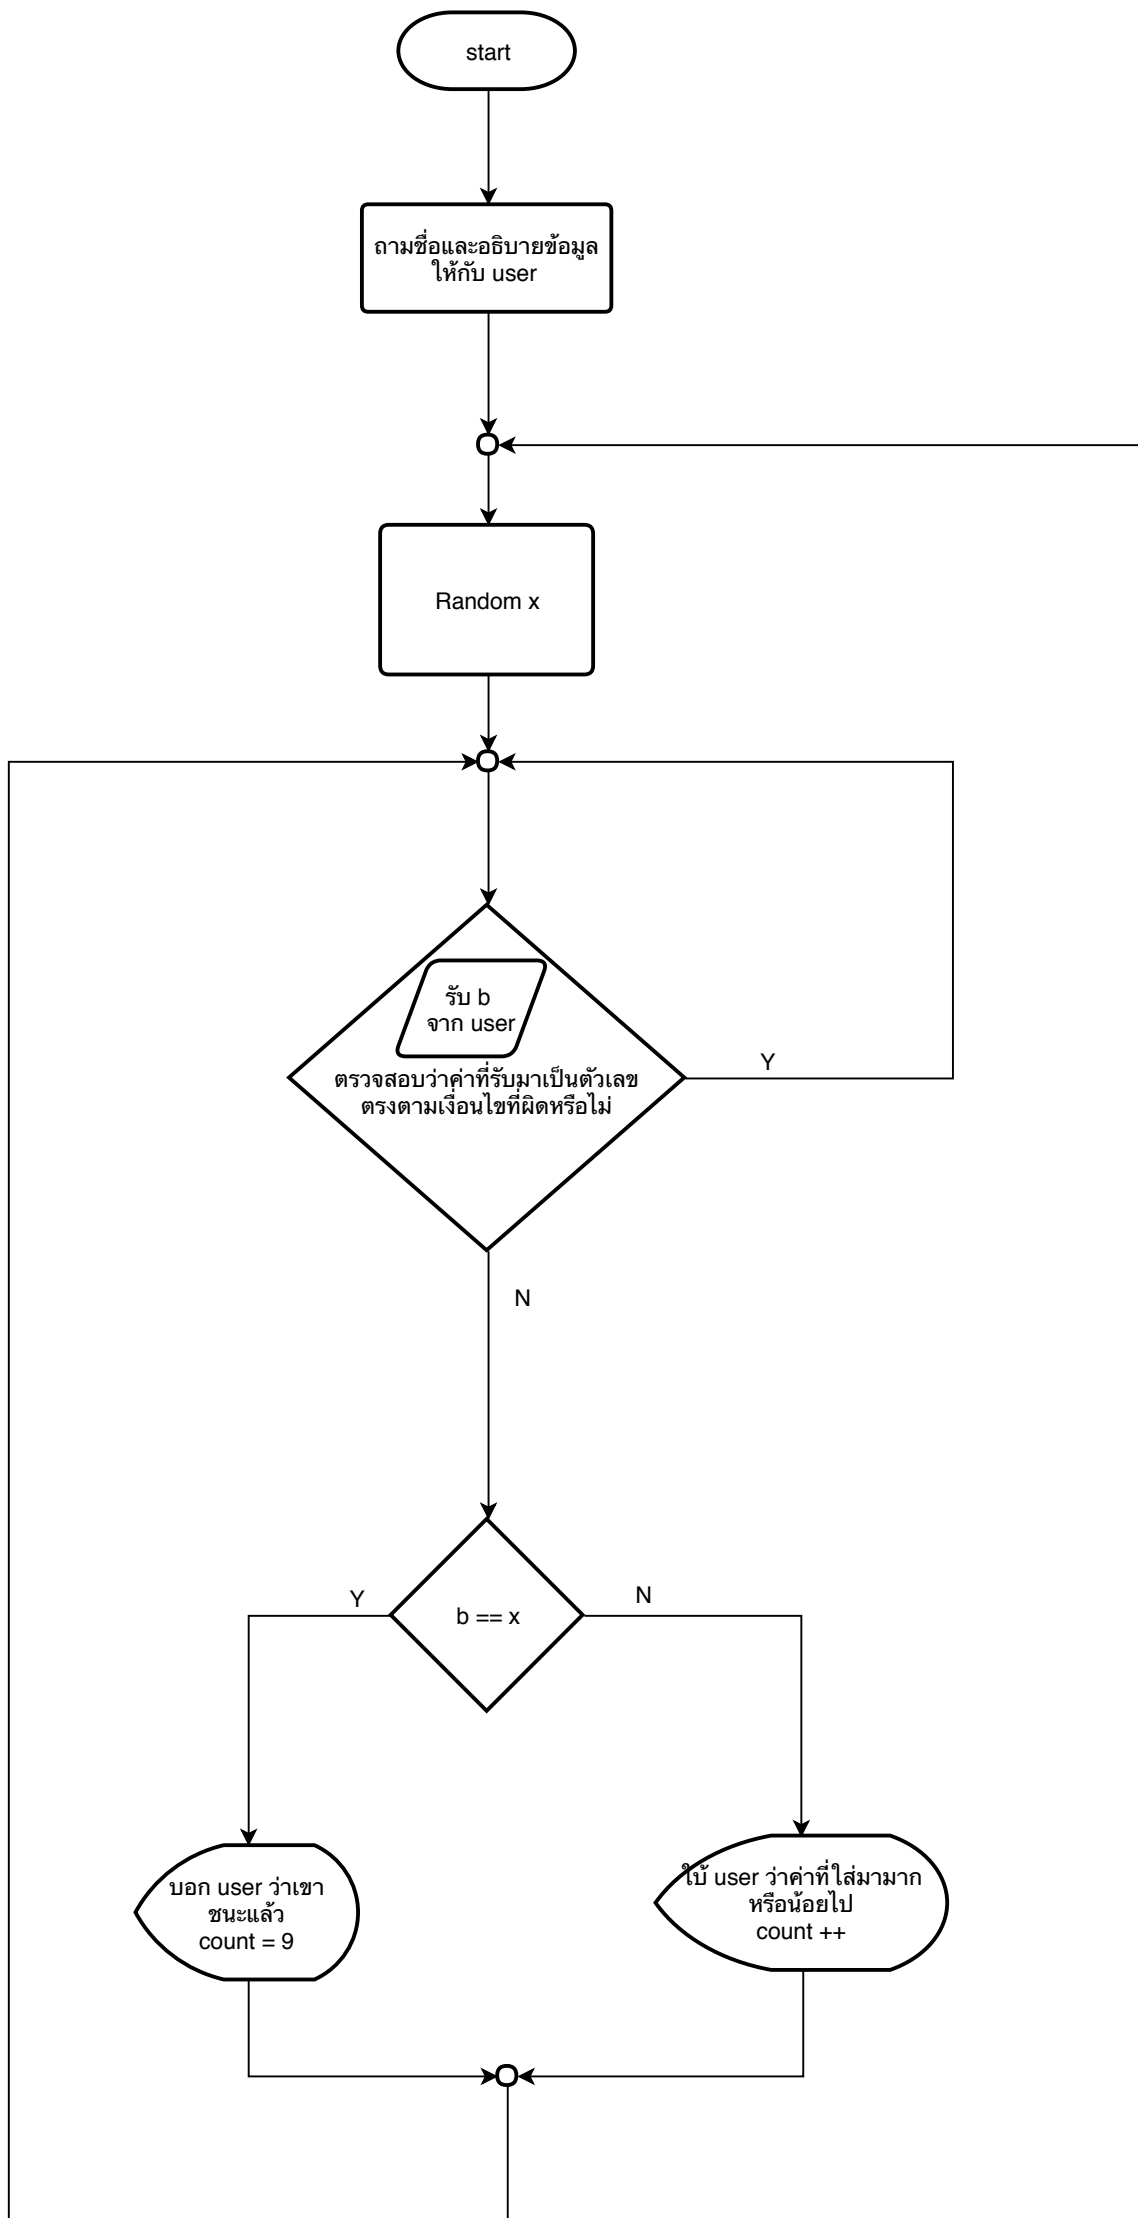 start
ถามชื่อและอธิบายข้อมูล
ให้กับ user
Random x
รับ b
จาก user
ตรวจสอบว่าค่าที่รับมาเป็นตัวเลข
ตรงตามเงื่อนไขที่ผิดหรือไม่
Y
N
Y
N
b == x
บอก user ว่าเขา
ชนะแล้ว
count = 9
ใบ้ user ว่าค่าที่ใส่มามาก
หรือน้อยไป
count ++